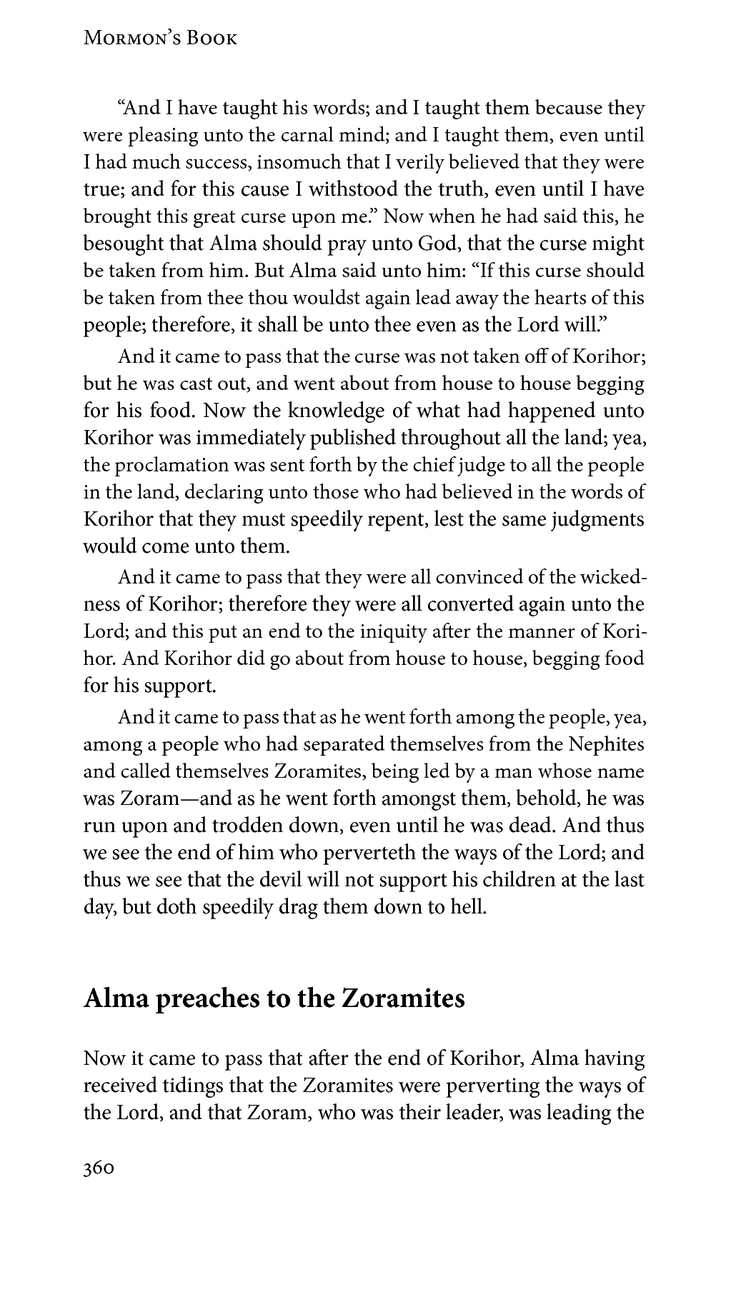 Mormon’s Book
“And I have taught his words; and I taught them because they
were pleasing unto the carnal mind; and I taught them, even until
I had much success, insomuch that I verily believed that they were
true; and for this cause I withstood the truth, even until I have
brought this great curse upon me.” Now when he had said this, he
besought that Alma should pray unto God, that the curse might
be taken from him. But Alma said unto him: “If this curse should
be taken from thee thou wouldst again lead away the hearts of this
people; therefore, it shall be unto thee even as the Lord will.”
And it came to pass that the curse was not taken off of Korihor;
but he was cast out, and went about from house to house begging
for his food. Now the knowledge of what had happened unto
Korihor was immediately published throughout all the land; yea,
the proclamation was sent forth by the chief judge to all the people
in the land, declaring unto those who had believed in the words of
Korihor that they must speedily repent, lest the same judgments
would come unto them.
And it came to pass that they were all convinced of the wicked-
ness of Korihor; therefore they were all converted again unto the
Lord; and this put an end to the iniquity after the manner of Kori-
hor. And Korihor did go about from house to house, begging food
for his support.
And it came to pass that as he went forth among the people, yea,
among a people who had separated themselves from the Nephites
and called themselves Zoramites, being led by a man whose name
was Zoram—and as he went forth amongst them, behold, he was
run upon and trodden down, even until he was dead. And thus
we see the end of him who perverteth the ways of the Lord; and
thus we see that the devil will not support his children at the last
day, but doth speedily drag them down to hell.
Alma preaches to the Zoramites
Now it came to pass that after the end of Korihor, Alma having
received tidings that the Zoramites were perverting the ways of
the Lord, and that Zoram, who was their leader, was leading the
360